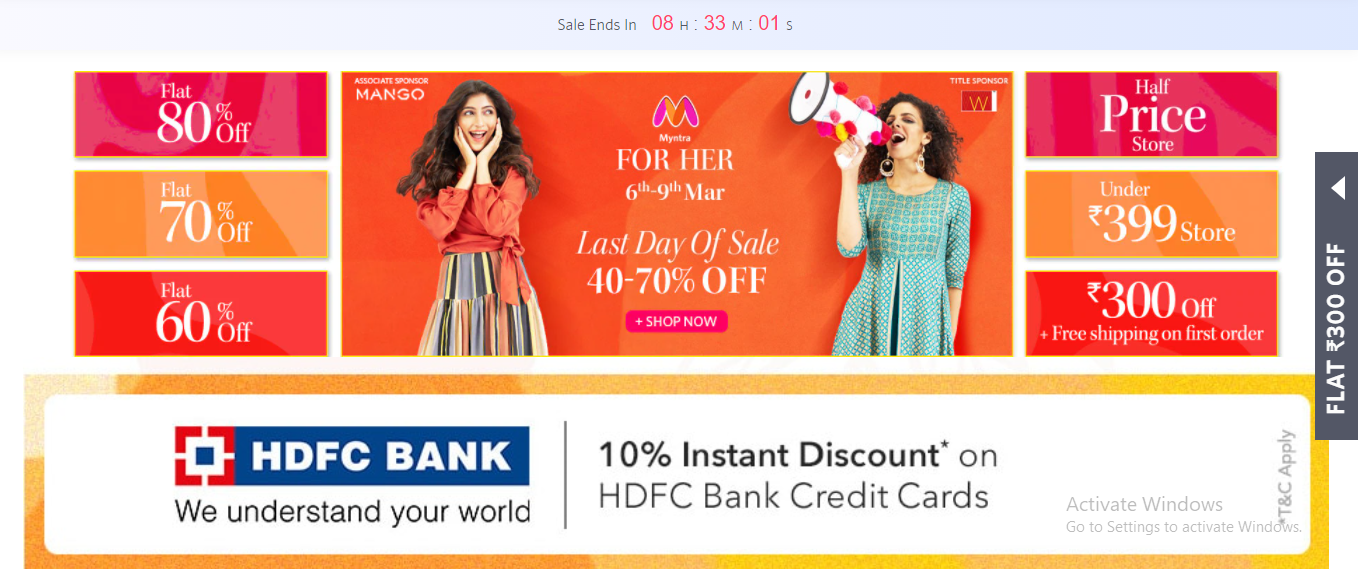 Sale Ends In 08 H : 33 M : 01 S
Flat
80% Off
Flat
70% Off
Flat
60% Off
ASSOCIATE SPONSOR
MANGO
TITLE SPONSOR
W
Myntra
FOR HER
6th-9th Mar
Last Day Of Sale
40-70% OFF
+ SHOP NOW
Half
Price
Store
Under
₹399 Store
₹300 Off
+ Free shipping on first order
FLAT ₹300 OFF
HDFC BANK
We understand your world
10% Instant Discount* on
HDFC Bank Credit Cards
*T&C Apply
Activate Windows
Go to Settings to activate Windows.